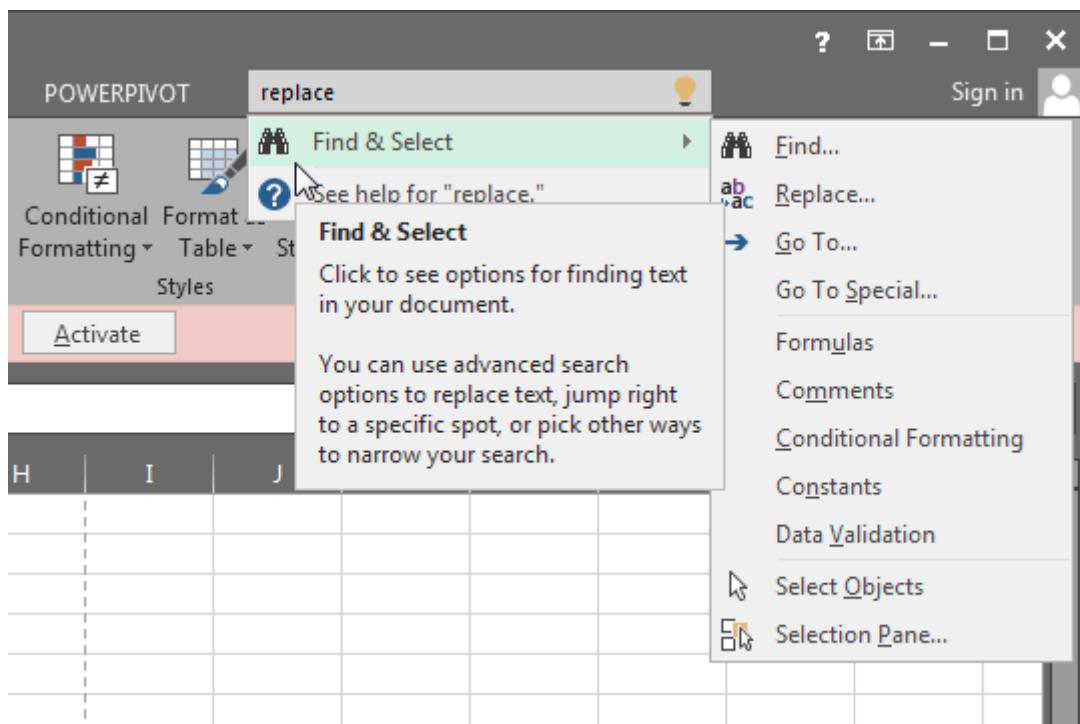 ?
POWERPIVOT
replace
Sign in
Find & Select
See help for "replace."
Conditional
Formatting
Format
Table
St
Styles
Activate
Find & Select
Click to see options for finding text
in your document.
You can use advanced search
options to replace text, jump right
to a specific spot, or pick other ways
to narrow your search.
Find...
ab
ac
Replace...
Go To...
Go To Special...
Formulas
Comments
Conditional Formatting
Constants
Data Validation
Select Objects
Selection Pane...
H I J